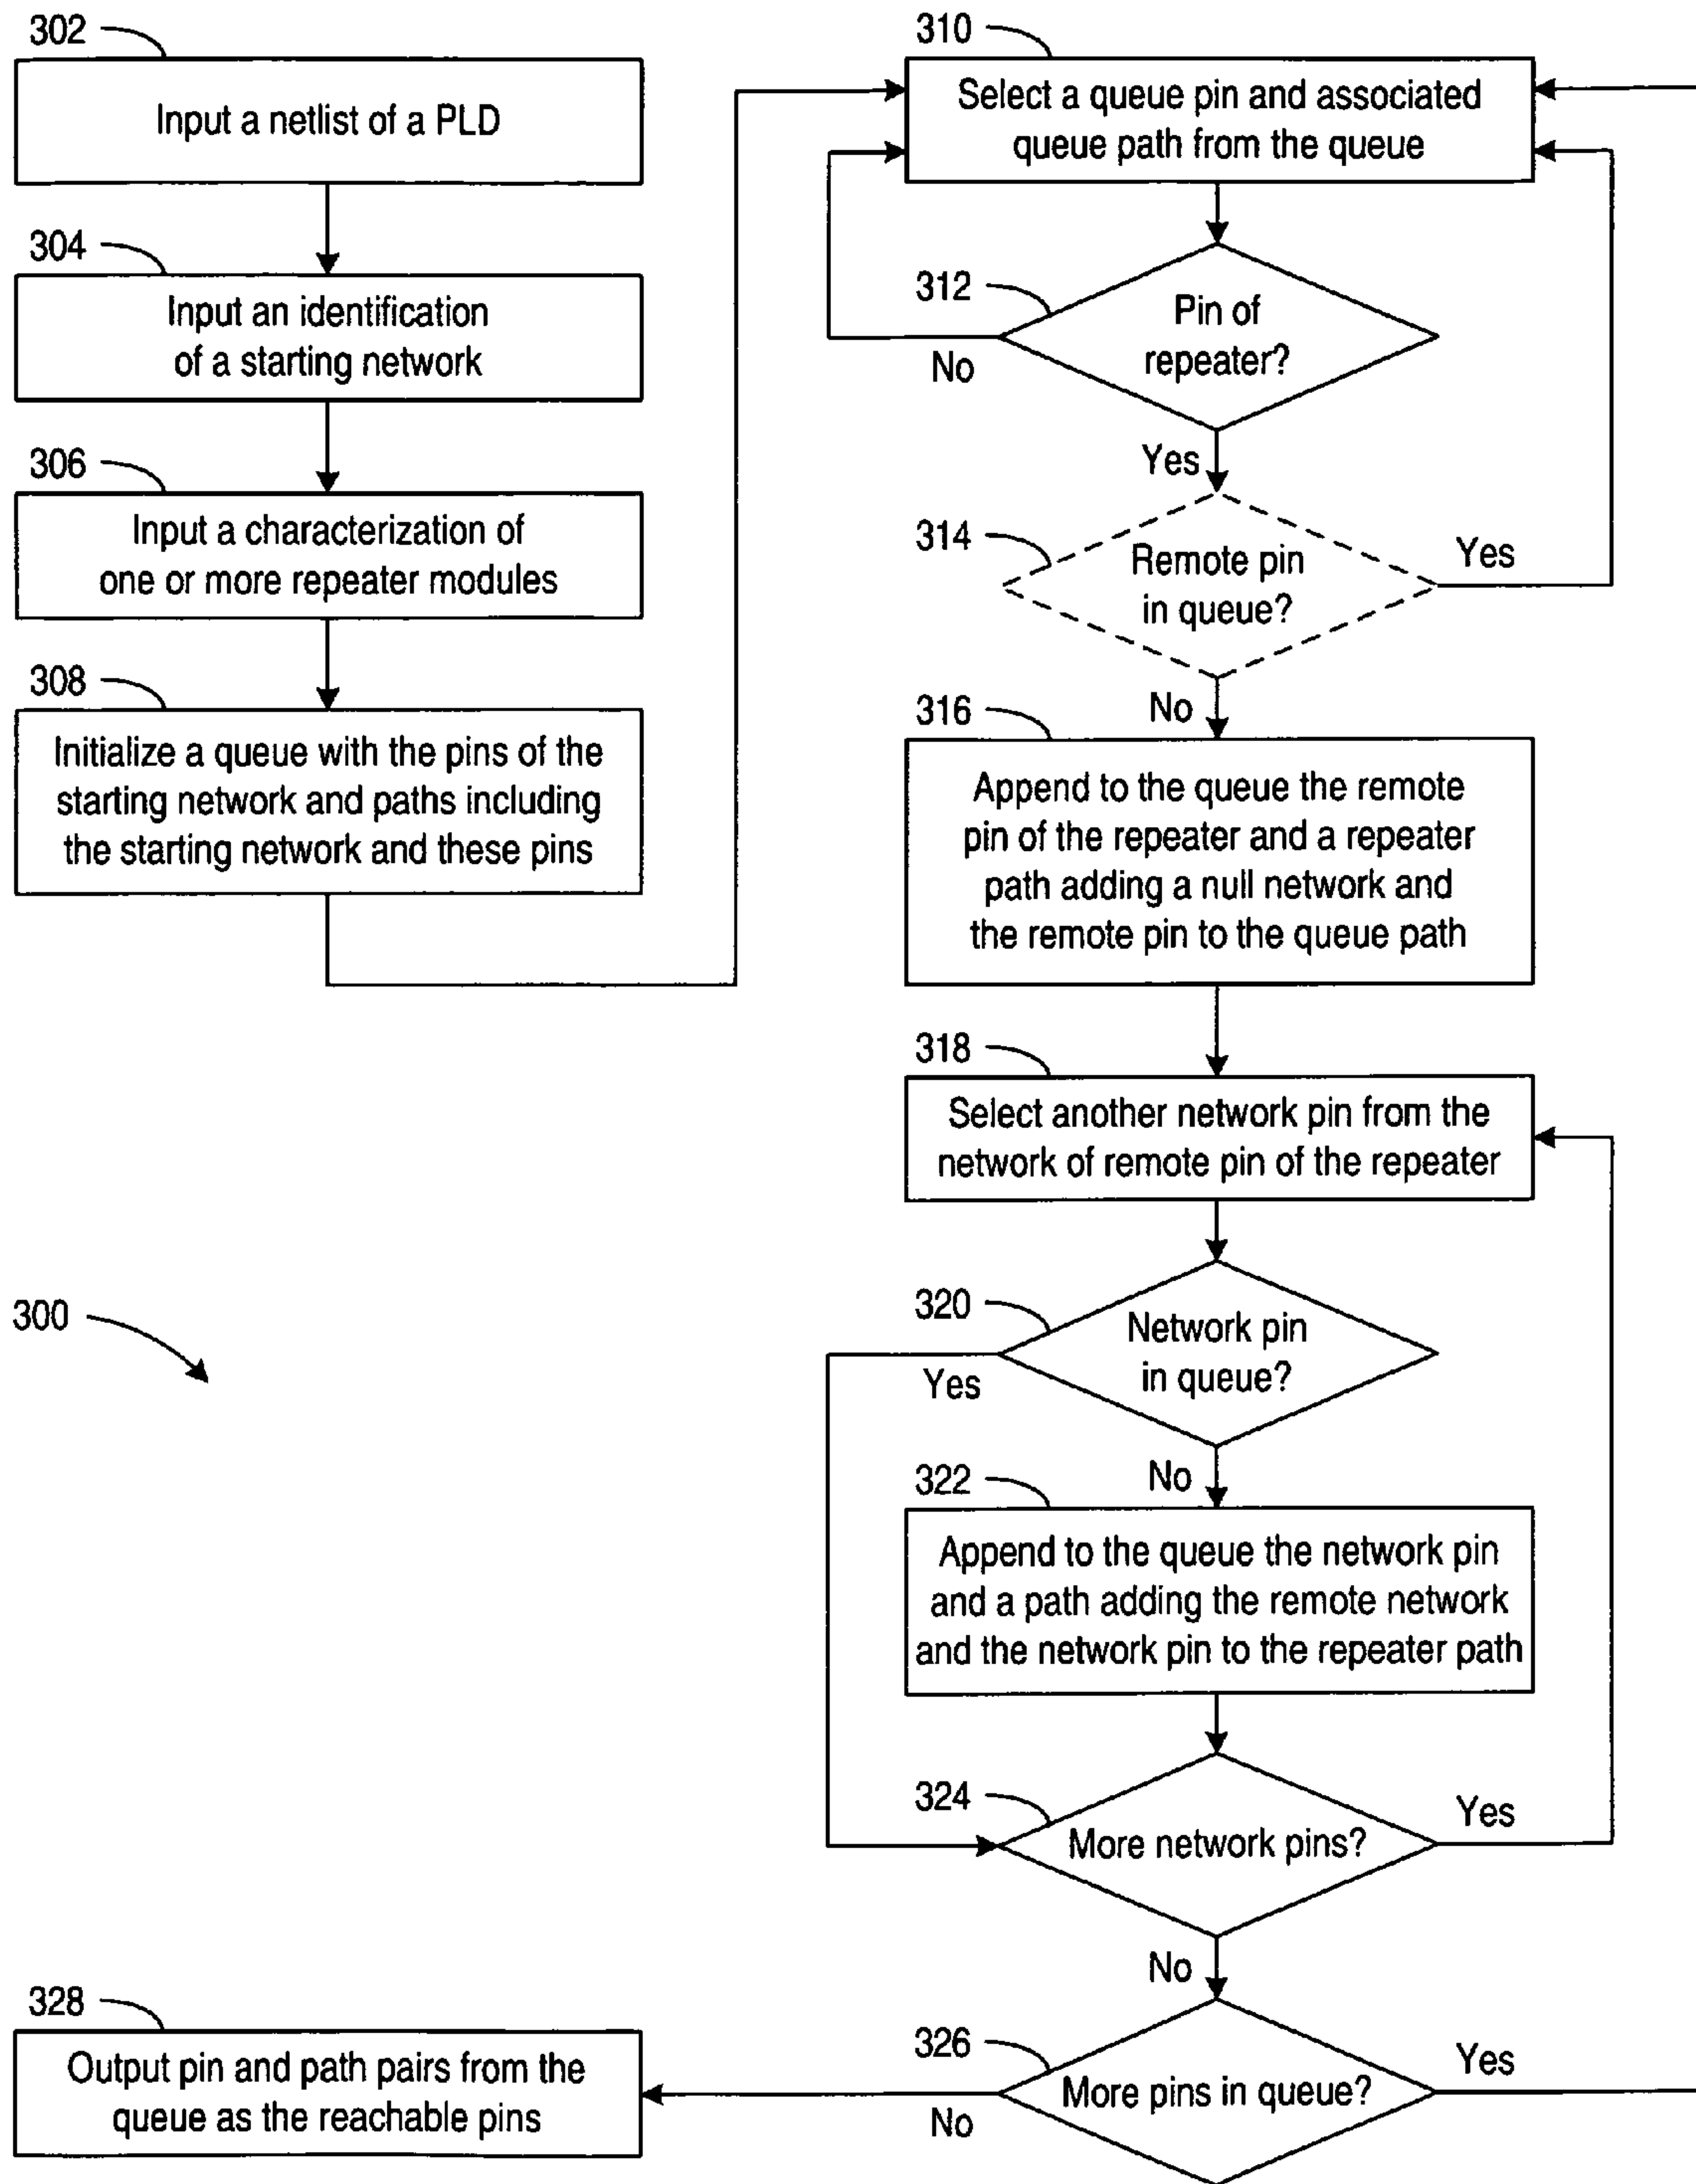 302
Input a netlist of a PLD
304
Input an identification
of a starting network
306
Input a characterization of
one or more repeater modules
308
Initialize a queue with the pins of the
starting network and paths including
the starting network and these pins
310
Select a queue pin and associated
queue path from the queue
312
Pin of
repeater?
No
Yes
314
Remote pin
in queue?
Yes
No
316
Append to the queue the remote
pin of the repeater and a repeater
path adding a null network and
the remote pin to the queue path
318
Select another network pin from the
network of remote pin of the repeater
300
320
Network pin
in queue?
Yes
No
322
Append to the queue the network pin
and a path adding the remote network
and the network pin to the repeater path
324
More network pins?
Yes
No
326
More pins in queue?
Yes
No
328
Output pin and path pairs from the
queue as the reachable pins